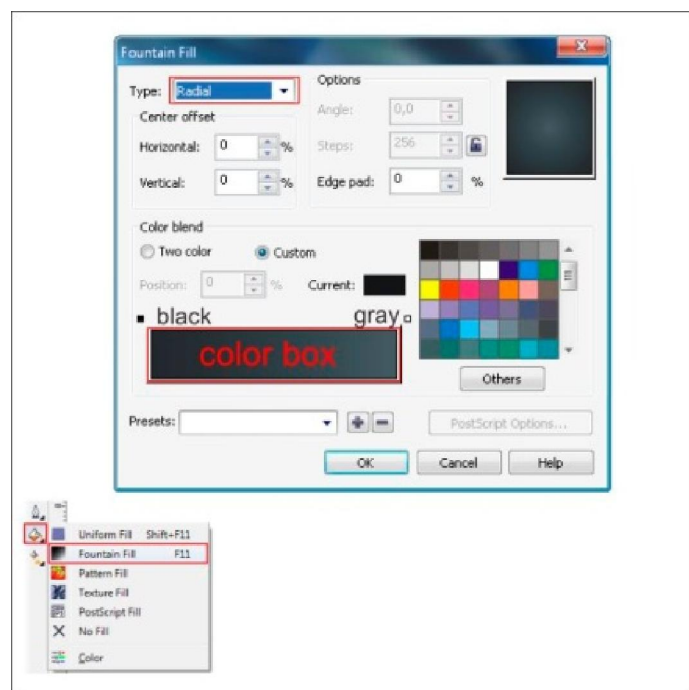 Fountain Fill
Type: Radial
Options
Center offset
Angle: 0,0
Horizontal: 0 %
Steps: 256
Vertical: 0 %
Edge pad: 0 %
Color blend
Two color Custom
Position: 0 % Current:
black gray
color box
Others
Presets:
PostScript Options...
OK Cancel Help
Uniform Fill Shift+F11
Fountain Fill F11
Pattern Fill
Texture Fill
PostScript Fill
No Fill
Color